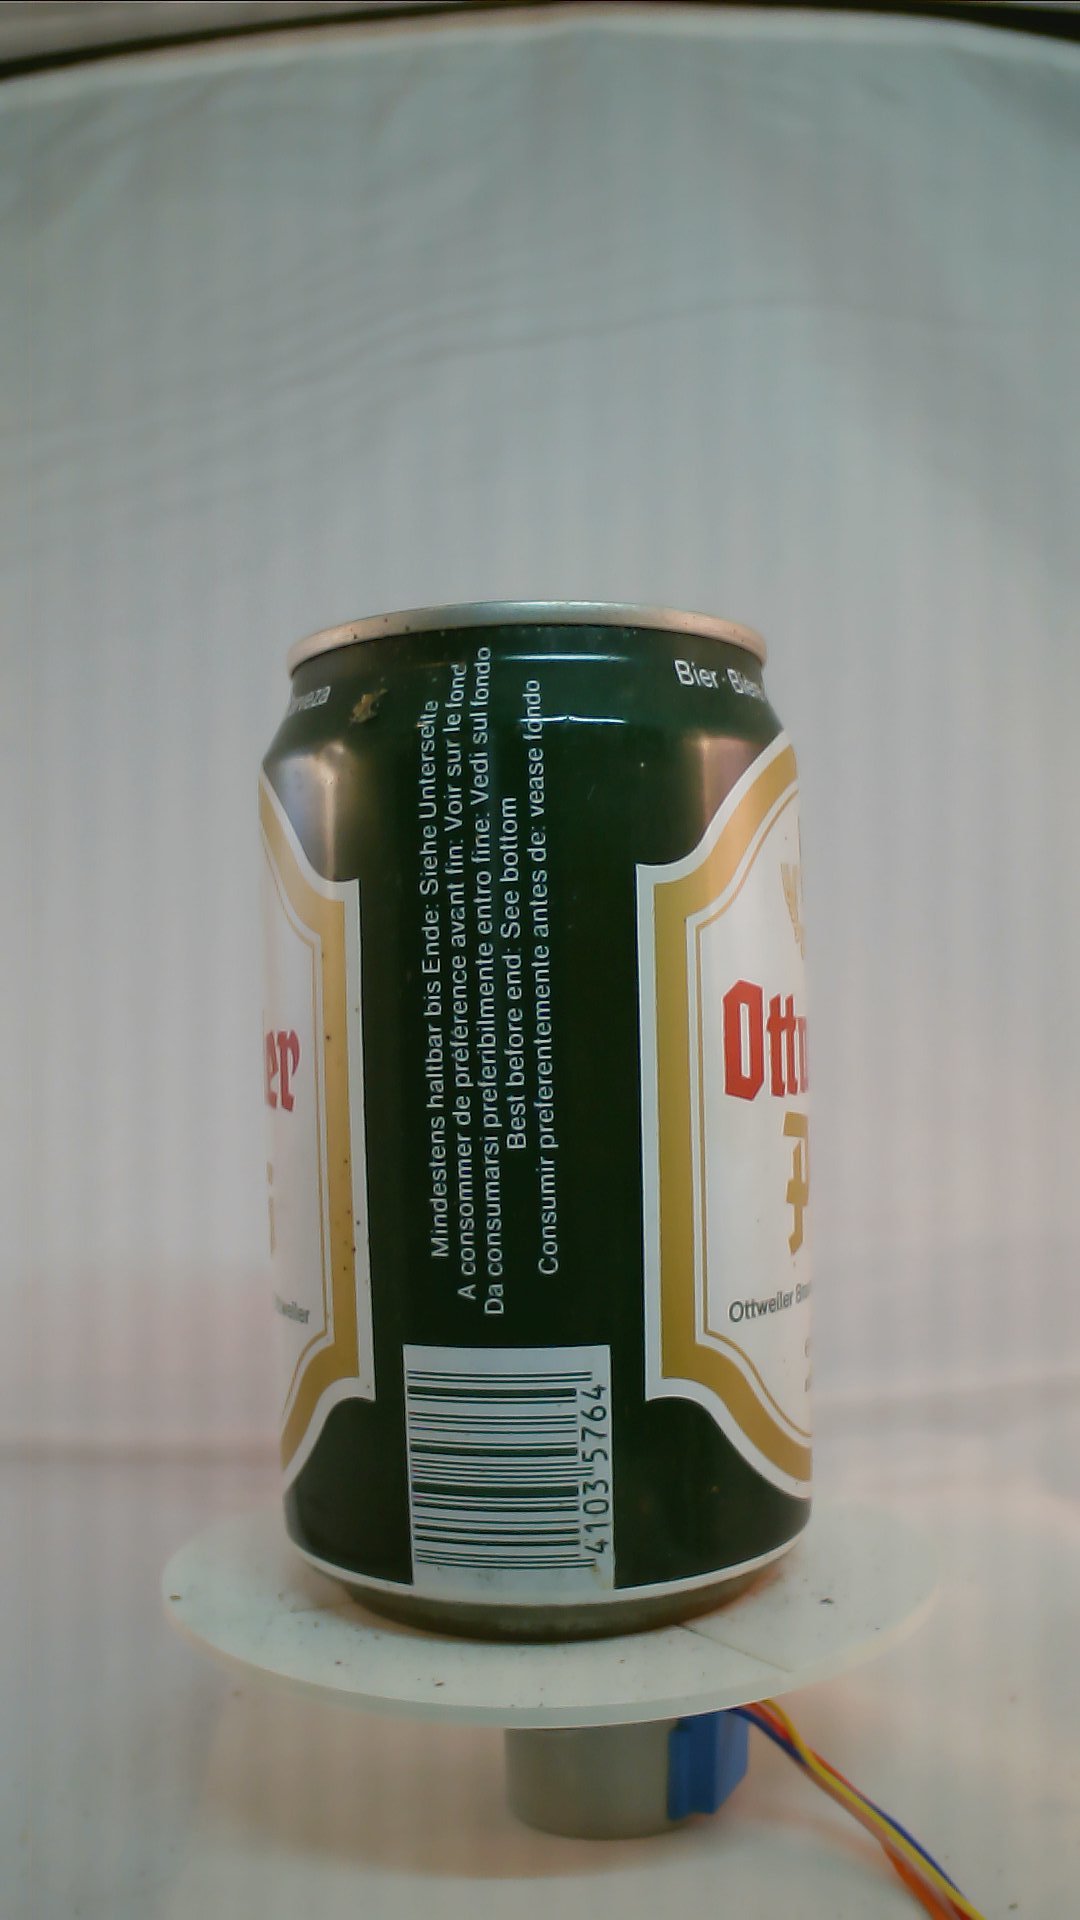 Bier
Mindestens haltbar bis Ende: Siehe Unterseite
A consommer de préférence avant fin: Voir sur le fond
Da consumarsi preferibilmente entro fine: Vedi sul fondo
Best before end: See bottom
Consumir preferentemente antes de: vease fondo
4103 5764
Ottweiler